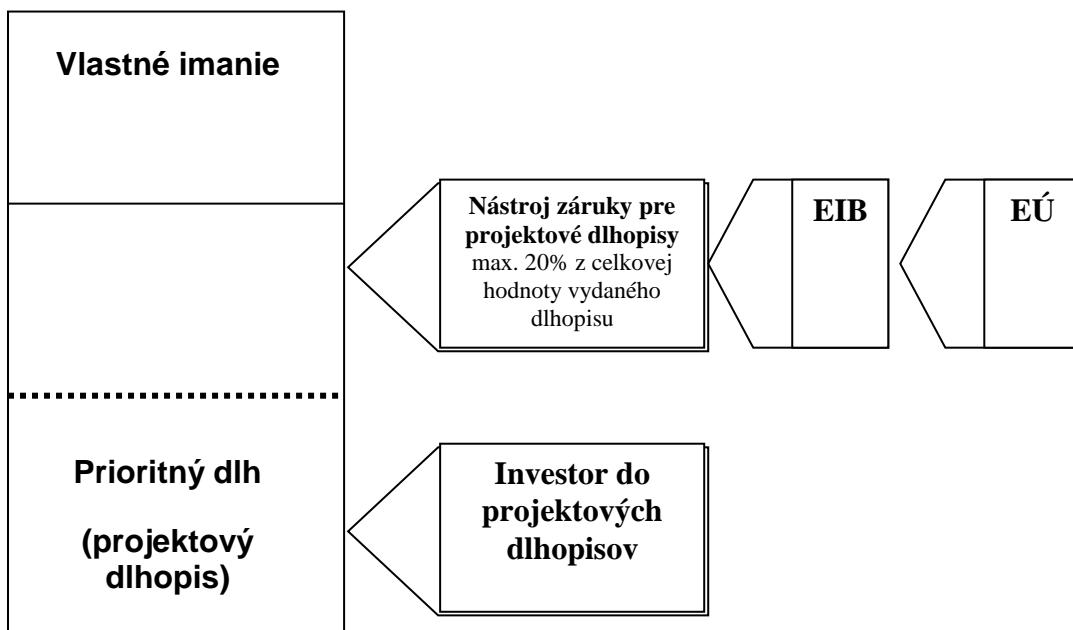 Vlastné imanie
Nástroj záruky pre
projektové dlhopisy
max. 20% z celkovej
hodnoty vydaného
dlhopisu
EIB
EÚ
Prioritný dlh
(projektový
dlhopis)
Investor do
projektových
dlhopisov